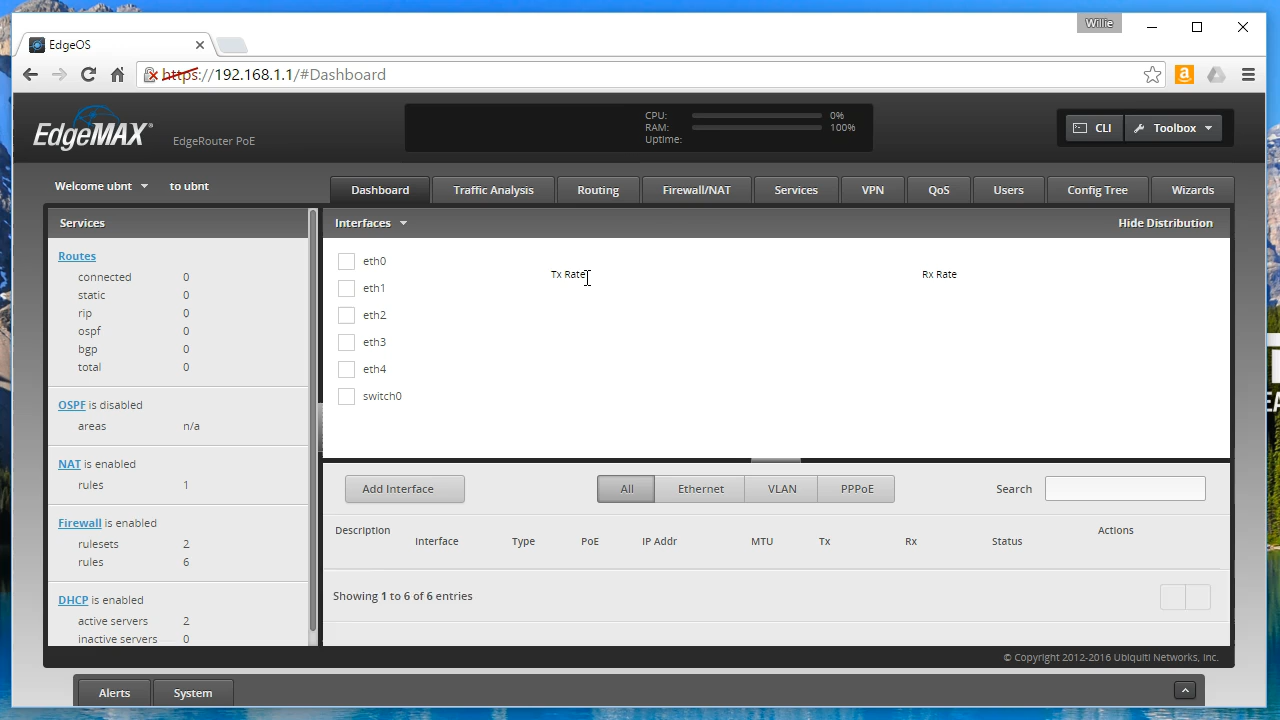 Willie
EdgeOS
https://192.168.1.1/#Dashboard
EdgeMAX
EdgeRouter PoE
CPU: 0%
RAM: 100%
Uptime:
CLI
Toolbox
Welcome ubnt
to ubnt
Dashboard
Traffic Analysis
Routing
Firewall/NAT
Services
VPN
QoS
Users
Config Tree
Wizards
Services
Routes
connected 0
static 0
rip 0
ospf 0
bgp 0
total 0
OSPF is disabled
areas n/a
NAT is enabled
rules 1
Firewall is enabled
rulesets 2
rules 6
DHCP is enabled
active servers 2
inactive servers 0
Interfaces
Hide Distribution
eth0
eth1
eth2
eth3
eth4
switch0
Tx Rate
Rx Rate
Add Interface
All
Ethernet
VLAN
PPPoE
Search
Description Interface Type PoE IP Addr MTU Tx Rx Status Actions
Showing 1 to 6 of 6 entries
© Copyright 2012-2016 Ubiquiti Networks, Inc.
Alerts
System